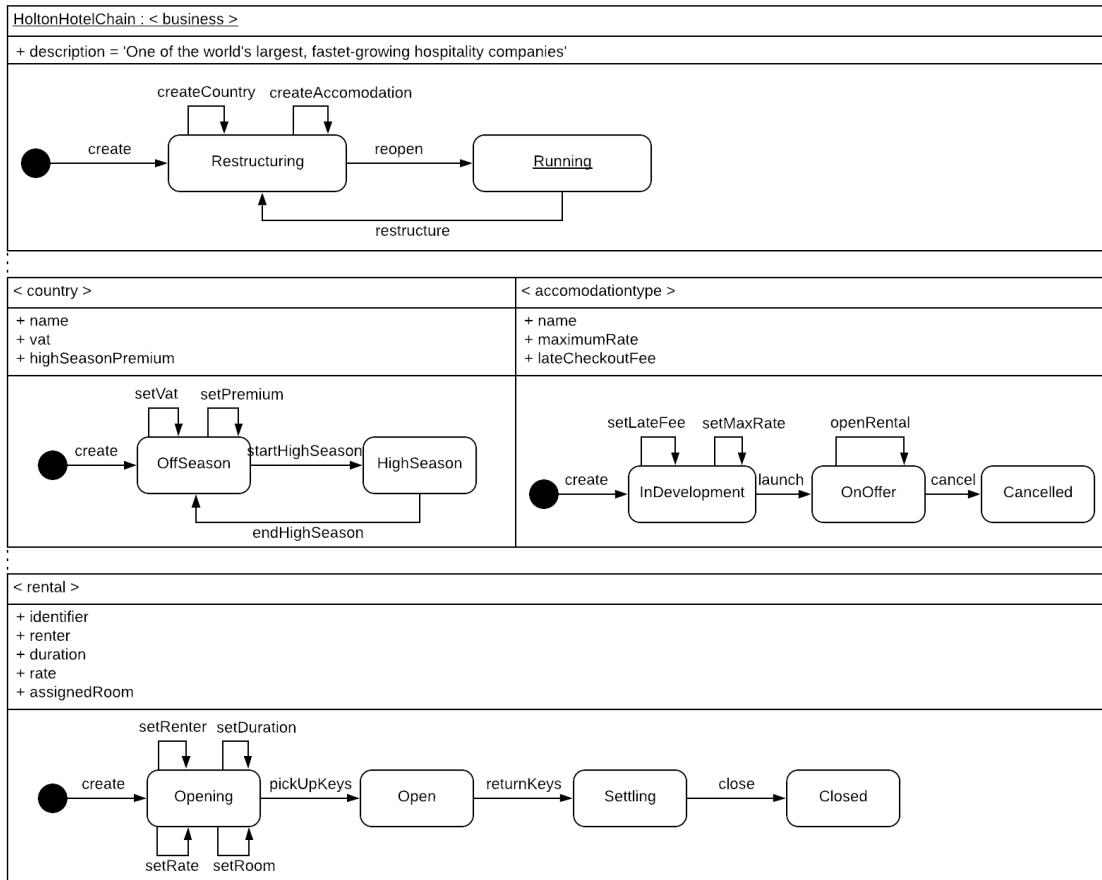 HoltonHotelChain : < business >
+ description = 'One of the world's largest, fastet-growing hospitality companies'
createCountry createAccomodation
create Restructuring reopen Running
restructure
< country >
+ name
+ vat
+ highSeasonPremium
setVat setPremium
create OffSeason startHighSeason HighSeason
endHighSeason
< accomodationtype >
+ name
+ maximumRate
+ lateCheckoutFee
setLateFee setMaxRate openRental
create InDevelopment launch OnOffer cancel Cancelled
< rental >
+ identifier
+ renter
+ duration
+ rate
+ assignedRoom
setRenter setDuration
create Opening pickUpKeys Open returnKeys Settling close Closed
setRate setRoom